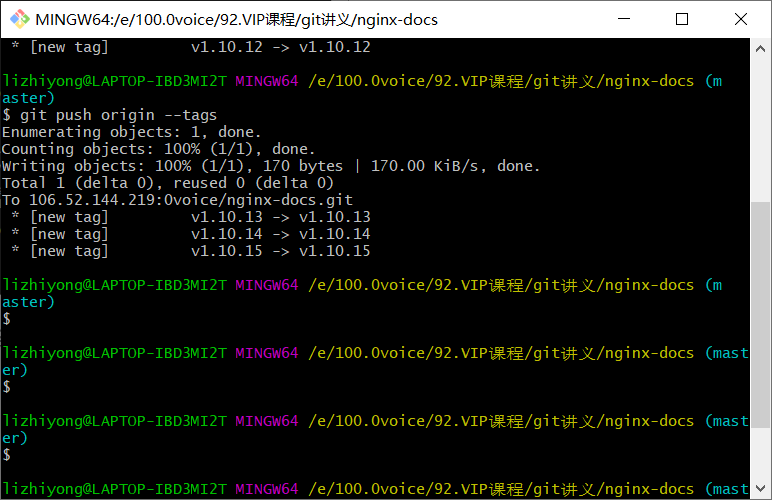 MINGW64:/e/100.0voice/92.VIP课程/git讲义/nginx-docs
 * [new tag]         v1.10.12 -> v1.10.12
lizhiyong@LAPTOP-IBD3MI2T MINGW64 /e/100.0voice/92.VIP课程/git讲义/nginx-docs (m
aster)
$ git push origin --tags
Enumerating objects: 1, done.
Counting objects: 100% (1/1), done.
Writing objects: 100% (1/1), 170 bytes | 170.00 KiB/s, done.
Total 1 (delta 0), reused 0 (delta 0)
To 106.52.144.219:0voice/nginx-docs.git
 * [new tag]         v1.10.13 -> v1.10.13
 * [new tag]         v1.10.14 -> v1.10.14
 * [new tag]         v1.10.15 -> v1.10.15
lizhiyong@LAPTOP-IBD3MI2T MINGW64 /e/100.0voice/92.VIP课程/git讲义/nginx-docs (m
aster)
$
lizhiyong@LAPTOP-IBD3MI2T MINGW64 /e/100.0voice/92.VIP课程/git讲义/nginx-docs (mast
er)
$
lizhiyong@LAPTOP-IBD3MI2T MINGW64 /e/100.0voice/92.VIP课程/git讲义/nginx-docs (mast
er)
$
lizhiyong@LAPTOP-IBD3MI2T MINGW64 /e/100.0voice/92.VIP课程/git讲义/nginx-docs (mast